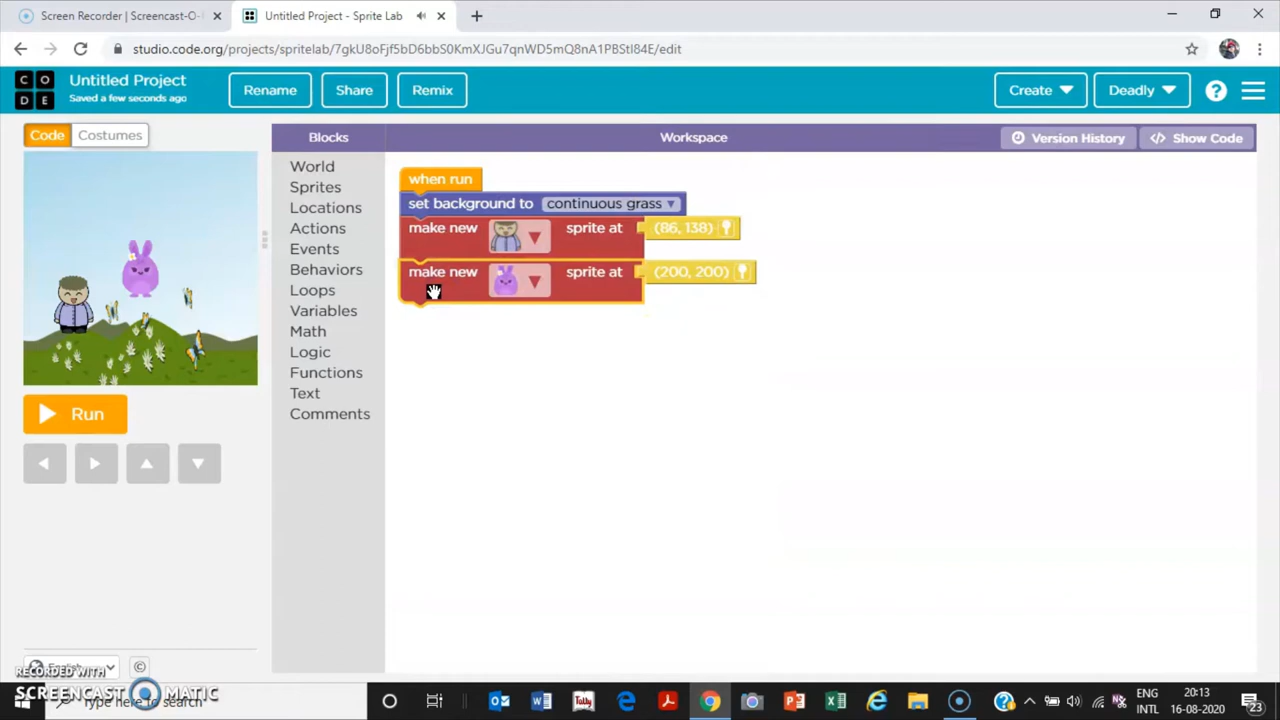 Screen Recorder | Screencast-O-
Untitled Project - Sprite Lab
studio.code.org/projects/spritelab/7gkU8oFjf5bD6bbS0KmXJGu7qnWD5mQ8nA1PBStI84E/edit
C O D E
Untitled Project
Saved a few seconds ago
Rename
Share
Remix
Create
Deadly
?
Code
Costumes
Blocks
Workspace
Version History
</> Show Code
World
Sprites
Locations
Actions
Events
Behaviors
Loops
Variables
Math
Logic
Functions
Text
Comments
when run
set background to continuous grass
make new sprite at (86, 138)
make new sprite at (200, 200)
Run
English
©
RECORDED WITH
SCREENCAST MATIC
Type here to search
Tally
ENG
INTL
20:13
16-08-2020
23